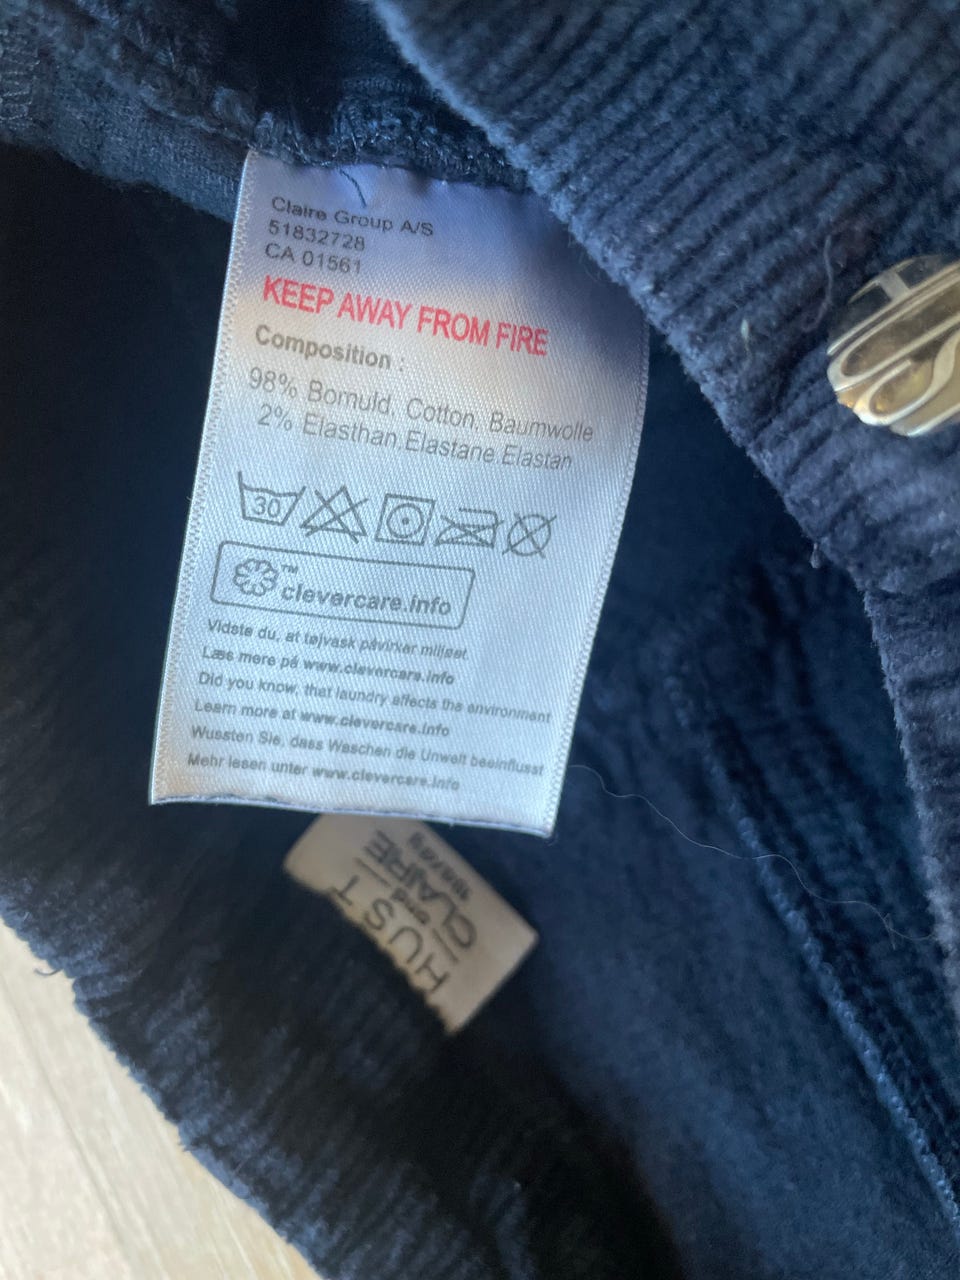 Claire Group A/S
51832728
CA 01561
KEEP AWAY FROM FIRE
Composition :
98% Bomuld, Cotton, Baumwolle
2% Elasthan,Elastane,Elastan
30
™
clevercare.info
Vidste du, at tøjvask påvirker miljøet
Læs mere på www.clevercare.info
Did you know, that laundry affects the environment
Learn more at www.clevercare.info
Wussten Sie, dass Waschen die Umwelt beeinflusst
Mehr lesen unter www.clevercare.info
HUST
and
CLAIRE